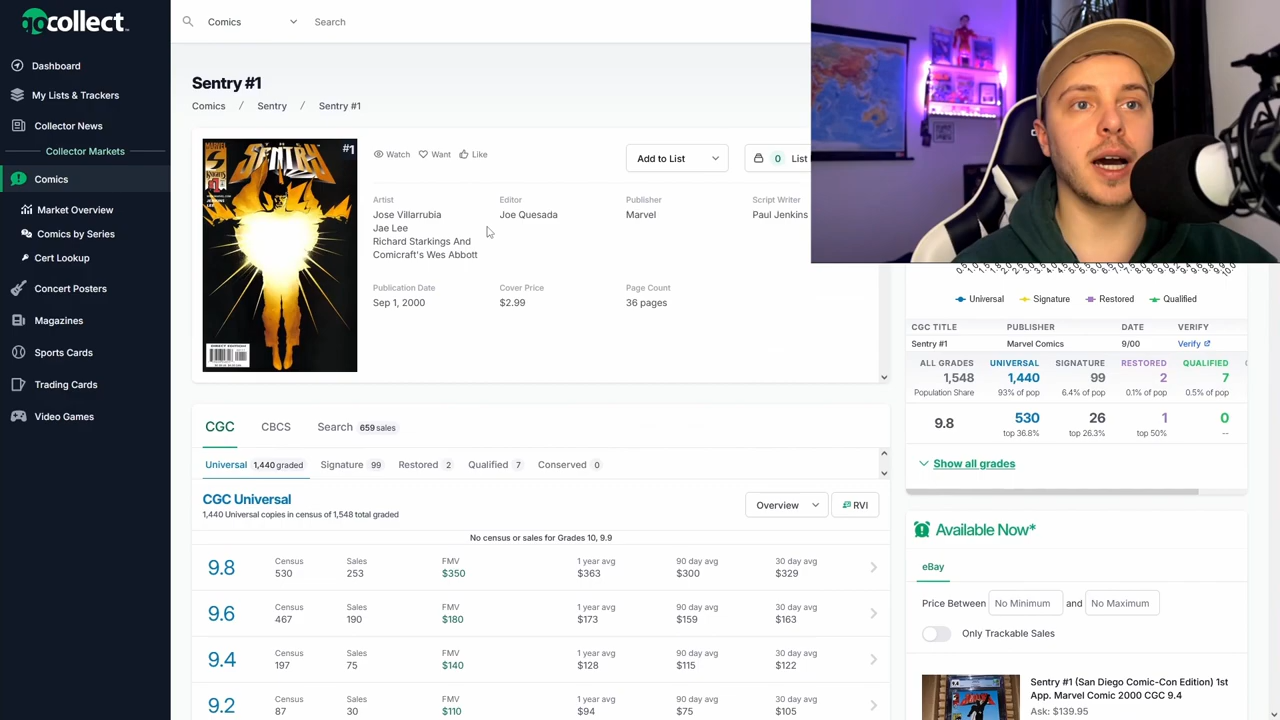 gocollect
Dashboard
My Lists & Trackers
Collector News
Collector Markets
Comics
Market Overview
Comics by Series
Cert Lookup
Concert Posters
Magazines
Sports Cards
Trading Cards
Video Games
Comics
Search
Sentry #1
Comics / Sentry / Sentry #1
MARVEL
THE
SENTRY
#1
Watch Want Like
Add to List
0 List
Artist
Jose Villarrubia
Jae Lee
Richard Starkings And
Comicraft's Wes Abbott
Editor
Joe Quesada
Publisher
Marvel
Script Writer
Paul Jenkins
Publication Date
Sep 1, 2000
Cover Price
$2.99
Page Count
36 pages
CGC CBCS Search 659 sales
Universal 1,440 graded Signature 99 Restored 2 Qualified 7 Conserved 0
CGC Universal
1,440 Universal copies in census of 1,548 total graded
Overview
RVI
No census or sales for Grades 10, 9.9
Census Sales FMV 1 year avg 90 day avg 30 day avg
9.8 530 253 $350 $363 $300 $329
Census Sales FMV 1 year avg 90 day avg 30 day avg
9.6 467 190 $180 $173 $159 $163
Census Sales FMV 1 year avg 90 day avg 30 day avg
9.4 197 75 $140 $128 $115 $122
Census Sales FMV 1 year avg 90 day avg 30 day avg
9.2 87 30 $110 $94 $75 $105
Universal Signature Restored Qualified
CGC TITLE PUBLISHER DATE VERIFY
Sentry #1 Marvel Comics 9/00 Verify
ALL GRADES UNIVERSAL SIGNATURE RESTORED QUALIFIED
1,548 1,440 99 2 7
Population Share 93% of pop 6.4% of pop 0.1% of pop 0.5% of pop
9.8 530 26 1 0
top 36.8% top 26.3% top 50% --
Show all grades
Available Now*
eBay
Price Between No Minimum and No Maximum
Only Trackable Sales
Sentry #1 (San Diego Comic-Con Edition) 1st
App. Marvel Comic 2000 CGC 9.4
Ask: $139.95